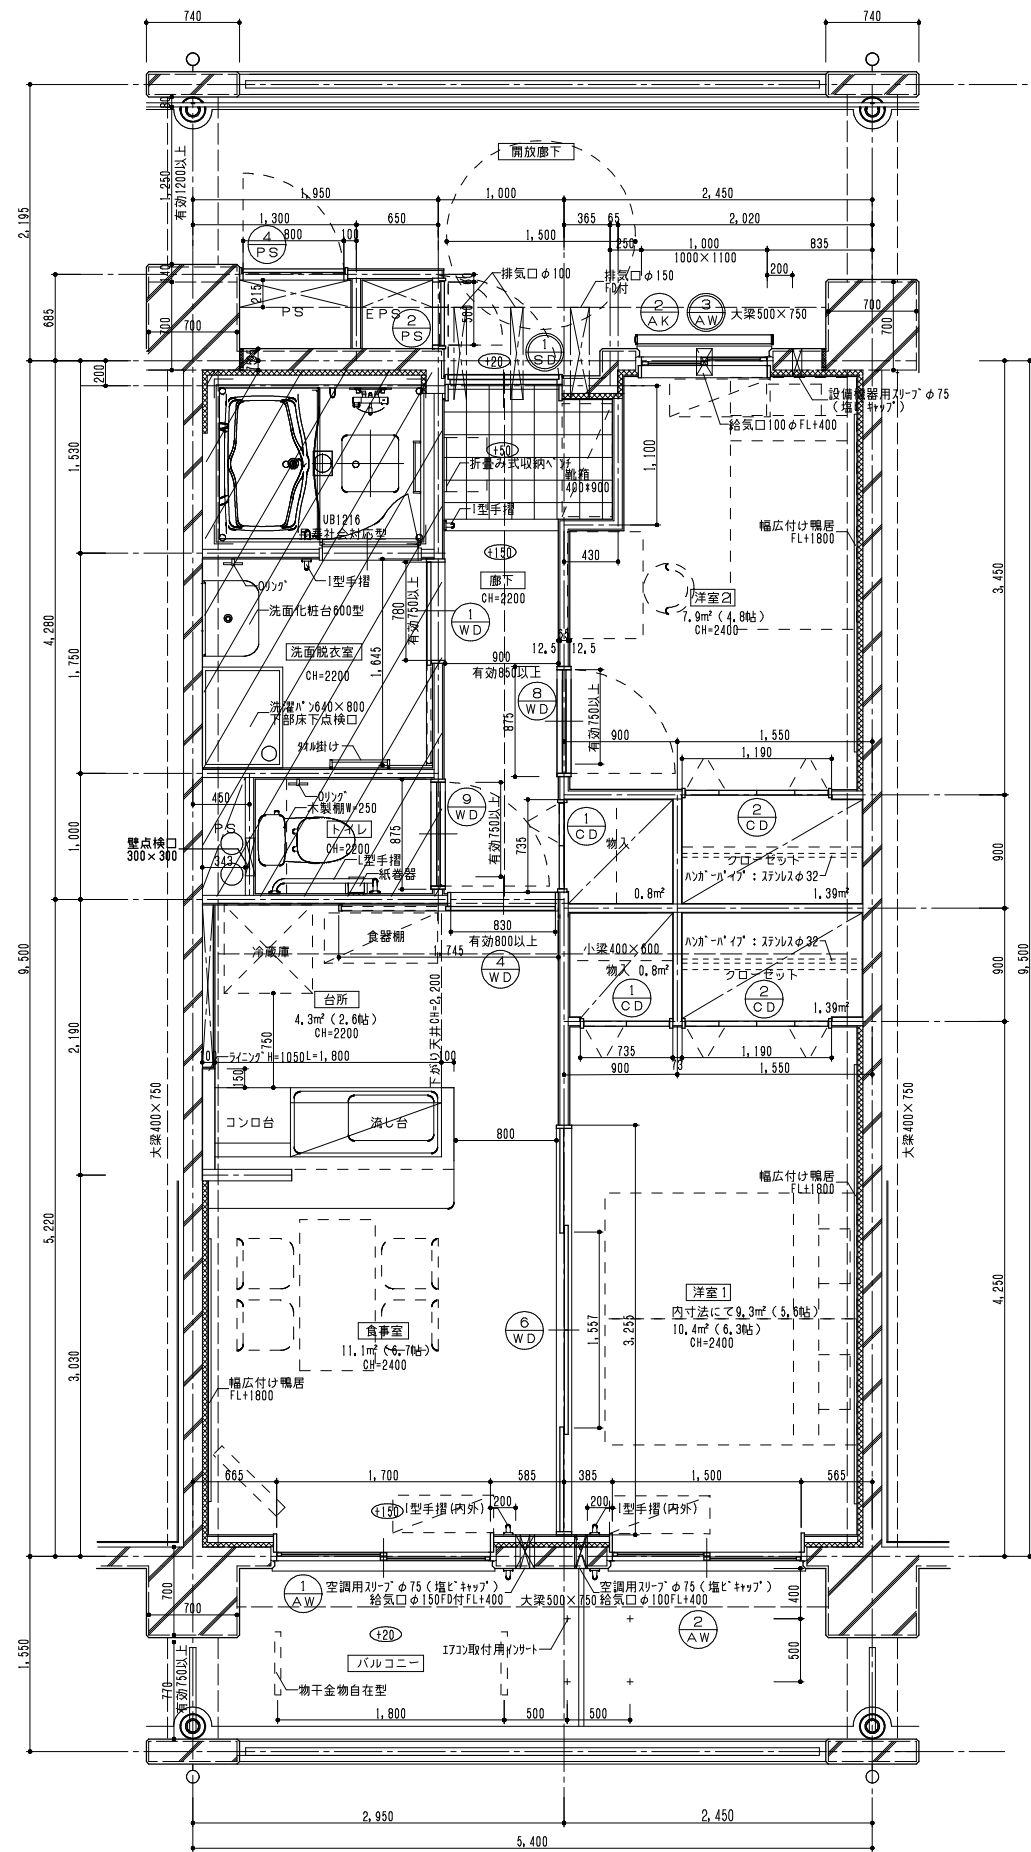 740
740
80
開放廊下
1,250
有効1200以上
2,195
1,950
1,000
2,450
1,300
650
365
65
2,020
800
100
1,500
250
1,000
835
1000×1100
200
4
PS
排気口φ100
排気口φ150
FD付
40
215
PS
EPS
2
PS
500
2
AK
3
AW
大梁500×750
685
700
700
700
700
1
SD
+20
200
設備機器用スリーブφ75
(塩ビキャップ)
給気口100φFL+400
1,530
1,100
+50
折畳み式収納ベンチ
靴箱
400*900
I型手摺
UB1216
幅広付け鴨居
FL+1800
3,450
+150
430
廊下
CH=2200
I型手摺
Oリング
洗面化粧台600型
780
有効750以上
1
WD
洋室2
7.9m²(4.8帖)
CH=2400
4,280
1,750
洗面脱衣室
CH=2200
1,645
12.5
12.5
900
有効850以上
8
WD
875
有効750以上
洗濯パン640×800
下部床下点検口
タオル掛け
900
1,550
1,190
450
Oリング
木製棚W=250
9
WD
1
CD
2
CD
1,000
PS
トイレ
CH=2200
875
有効750以上
735
物入
壁点検口
300×300
343
L型手摺
紙巻器
クローゼット
ハンガーパイプ:ステンレスφ32
900
0.8m²
1.39m²
830
有効800以上
食器棚
冷蔵庫
1,745
4
WD
小梁400×600
物入 0.8m²
ハンガーパイプ:ステンレスφ32
クローゼット
900
9,500
9,500
1
CD
2
CD
1.39m²
台所
4.3m²(2.6帖)
CH=2200
下がり天井CH=2,200
2,190
750
ライニングH=1050L=1,800
100
735
1,190
73
900
1,550
150
大梁400×750
大梁400×750
コンロ台
流し台
800
幅広付け鴨居
FL+1800
5,220
洋室1
内寸法にて9.3m²(5.6帖)
10.4m²(6.3帖)
CH=2400
4,250
食事室
11.1m²(6.7帖)
CH=2400
6
WD
1,557
3,255
3,030
幅広付け鴨居
FL+1800
665
1,700
585
385
1,500
565
+150
I型手摺(内外)
200
200
I型手摺(内外)
700
700
1
AW
空調用スリーブφ75(塩ビキャップ)
給気口φ150FD付FL+400
大梁500×750
空調用スリーブφ75(塩ビキャップ)
給気口φ100FL+400
400
2
AW
500
1,550
+20
バルコニー
エアコン取付用インサート
770
有効750以上
物干金物自在型
1,800
500
500
2,950
2,450
5,400